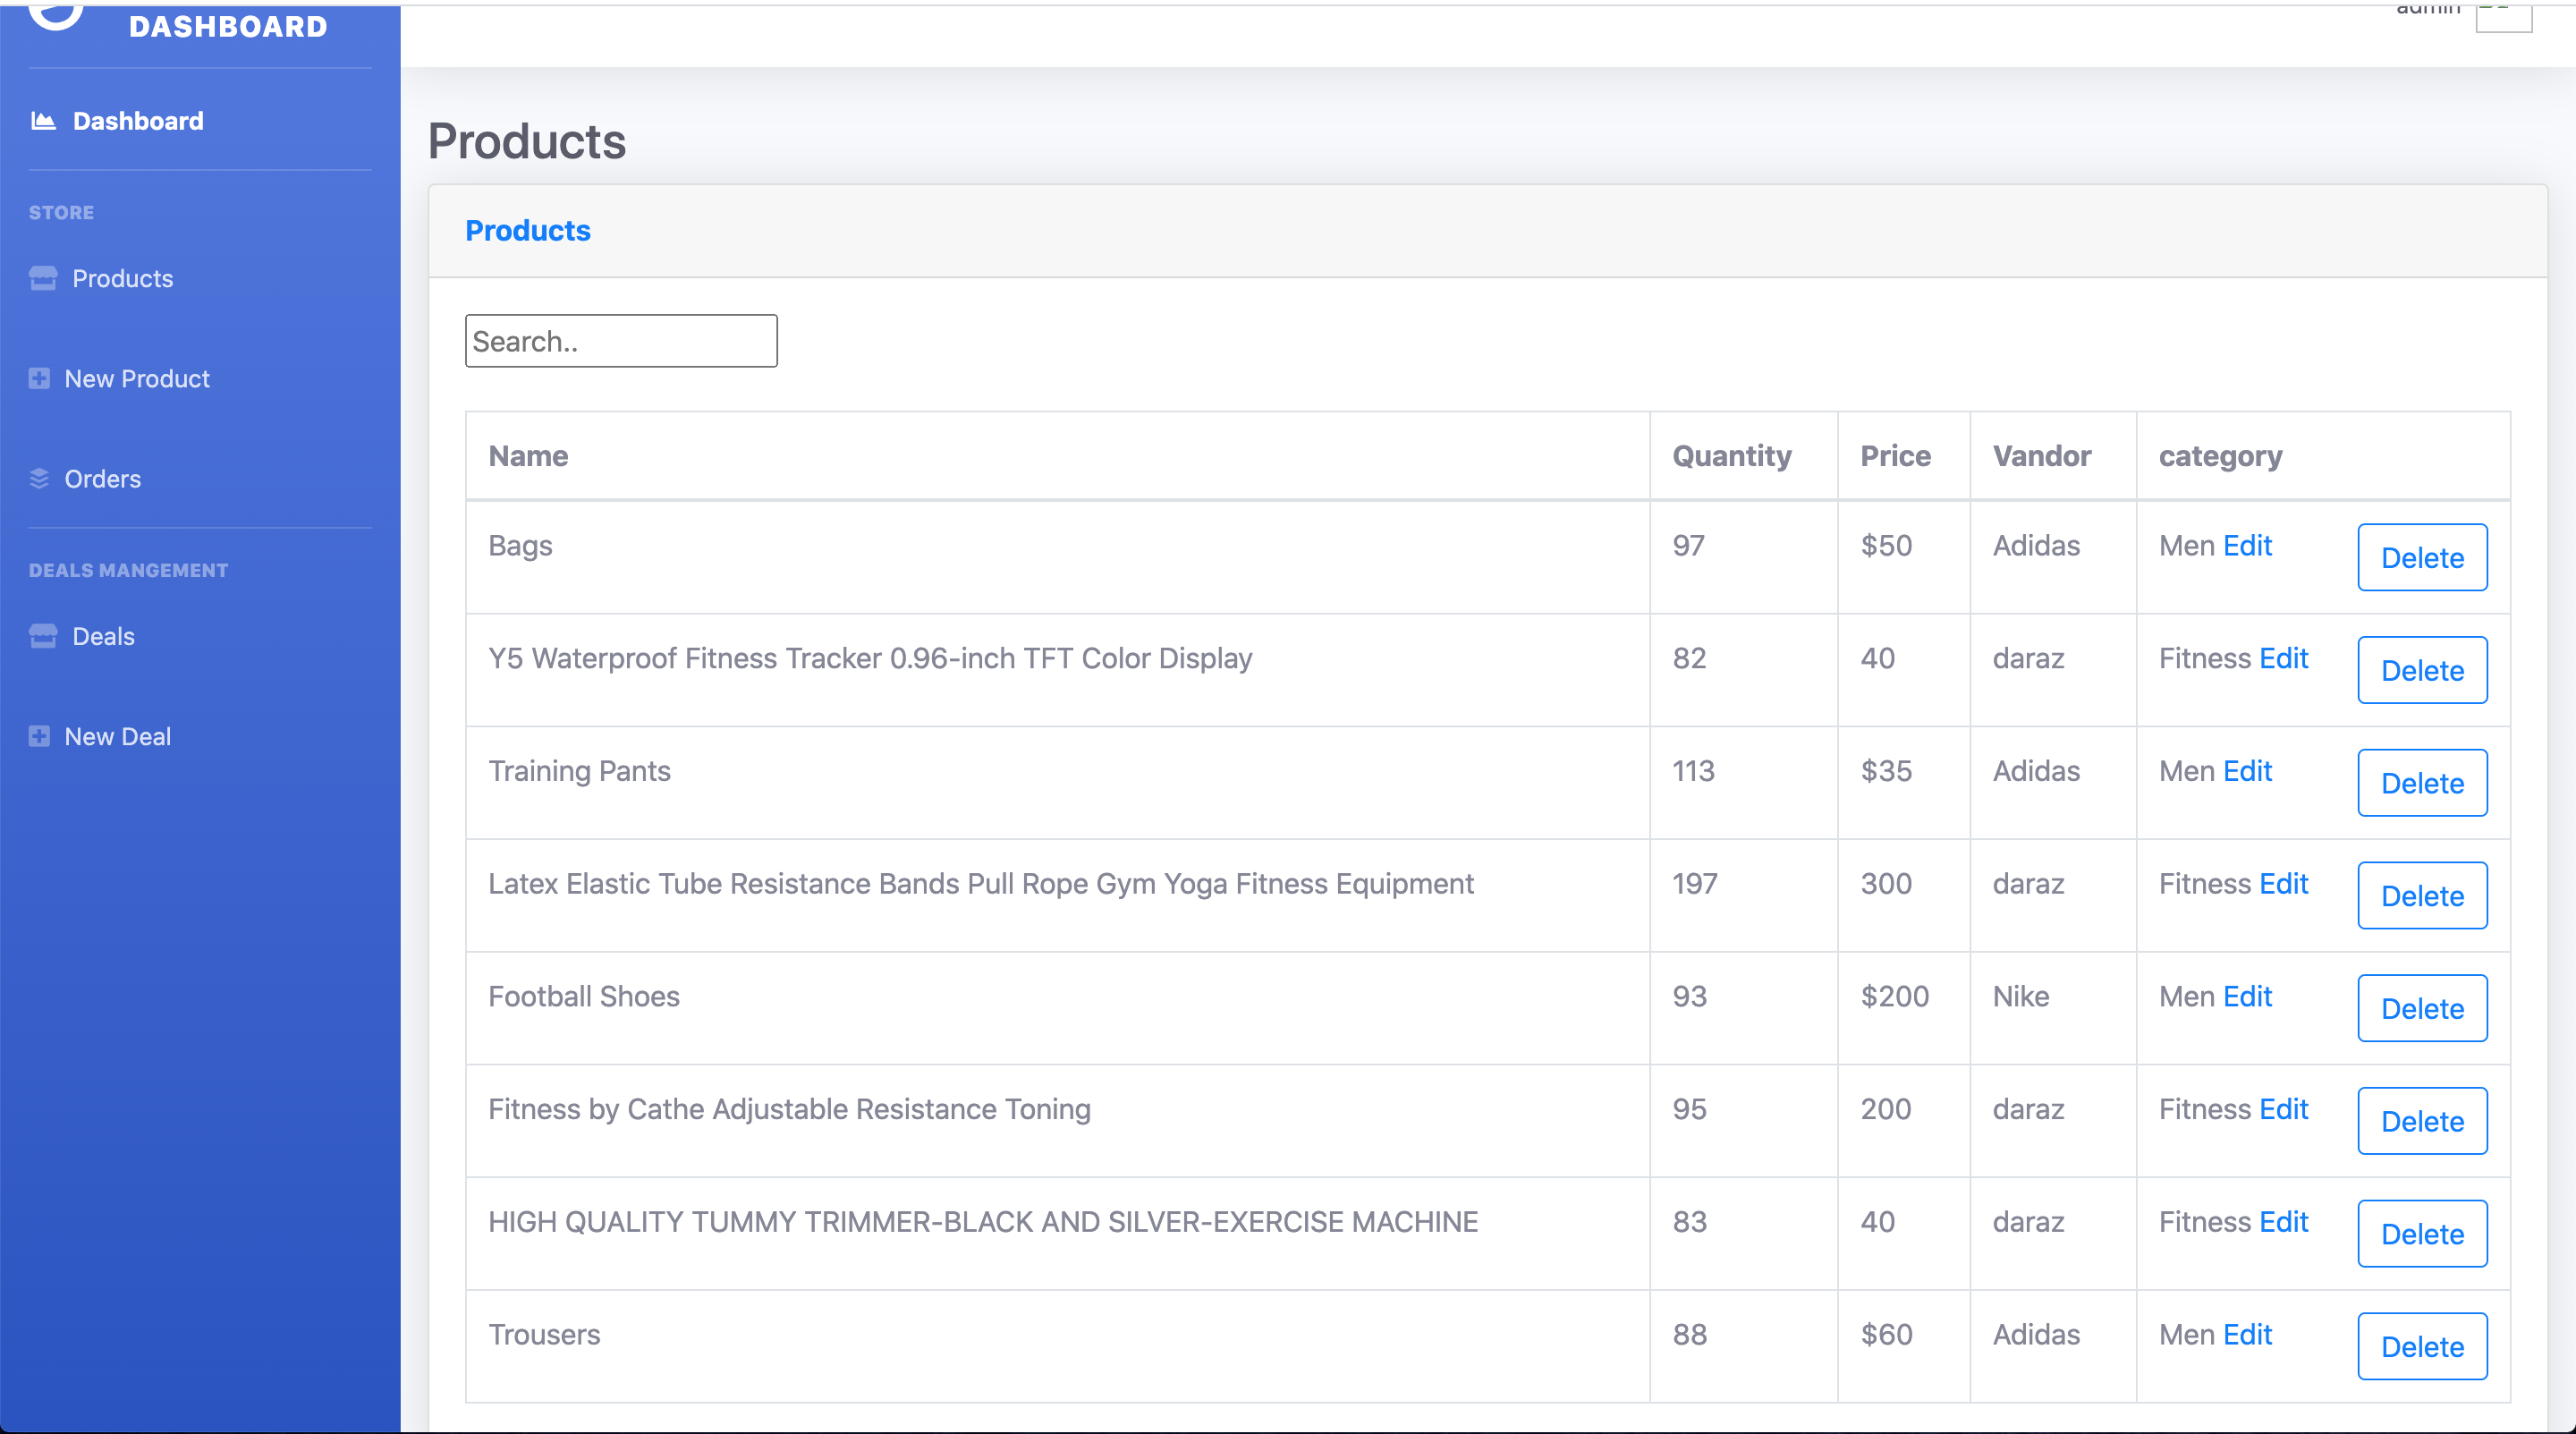 DASHBOARD
admin
Dashboard
STORE
Products
New Product
Orders
DEALS MANGEMENT
Deals
New Deal
Products
Products
Search..
Name Quantity Price Vandor category
Bags 97 $50 Adidas Men Edit Delete
Y5 Waterproof Fitness Tracker 0.96-inch TFT Color Display 82 40 daraz Fitness Edit Delete
Training Pants 113 $35 Adidas Men Edit Delete
Latex Elastic Tube Resistance Bands Pull Rope Gym Yoga Fitness Equipment 197 300 daraz Fitness Edit Delete
Football Shoes 93 $200 Nike Men Edit Delete
Fitness by Cathe Adjustable Resistance Toning 95 200 daraz Fitness Edit Delete
HIGH QUALITY TUMMY TRIMMER-BLACK AND SILVER-EXERCISE MACHINE 83 40 daraz Fitness Edit Delete
Trousers 88 $60 Adidas Men Edit Delete